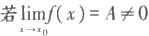 若 lim f(x) = A ≠ 0
x→x₀